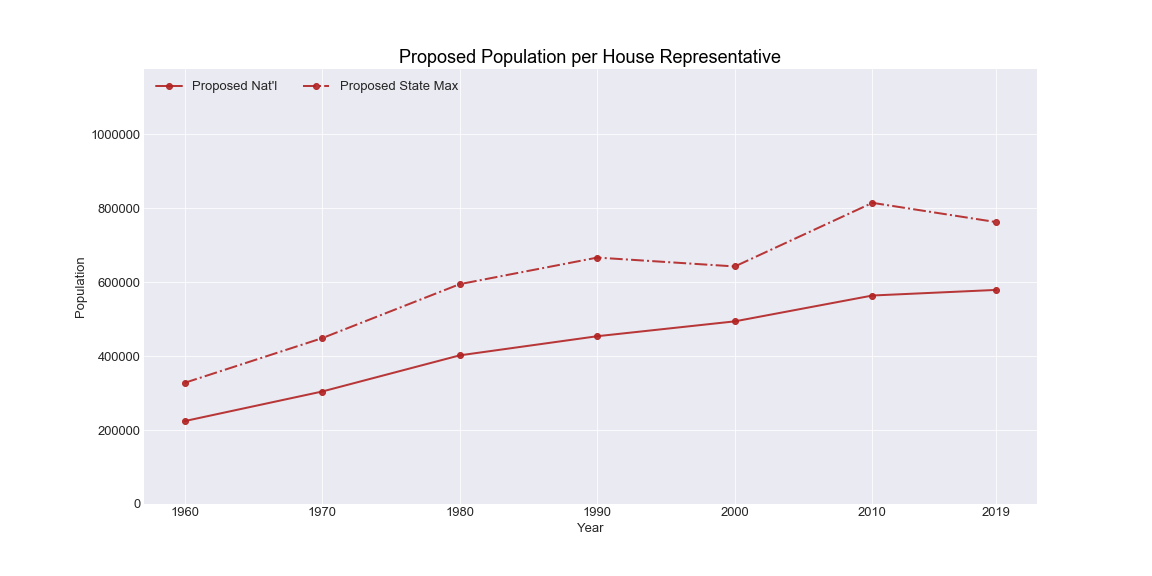 Proposed Population per House Representative
Proposed Nat'l
Proposed State Max
1000000
800000
600000
400000
200000
0
Population
1960 1970 1980 1990 2000 2010 2019
Year